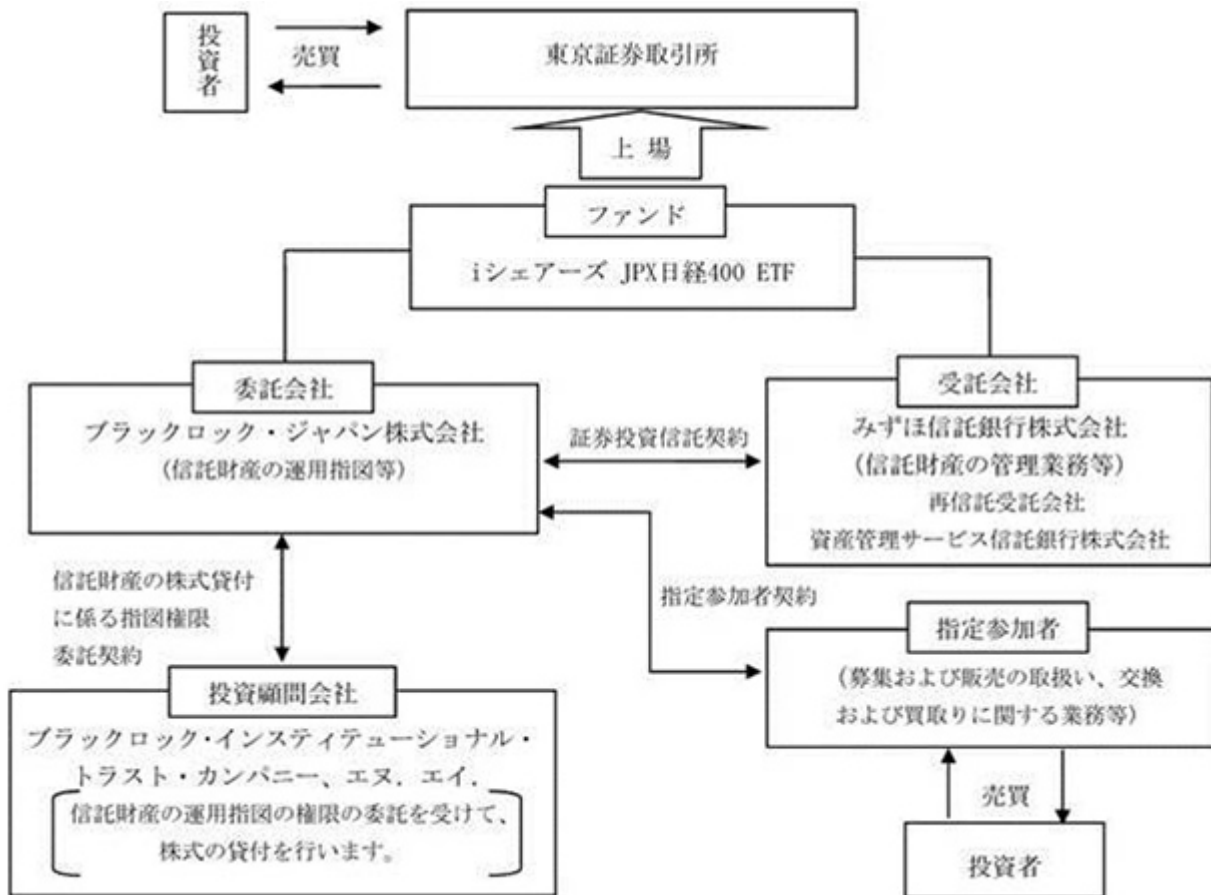 投資者
売買
東京証券取引所
上 場
ファンド
iシェアーズ JPX日経400 ETF
委託会社
ブラックロック・ジャパン株式会社
(信託財産の運用指図等)
証券投資信託契約
受託会社
みずほ信託銀行株式会社
(信託財産の管理業務等)
再信託受託会社
資産管理サービス信託銀行株式会社
信託財産の株式貸付
に係る指図権限
委託契約
指定参加者契約
指定参加者
(募集および販売の取扱い、交換
および買取りに関する業務等)
投資顧問会社
ブラックロック・インスティテューショナル・
トラスト・カンパニー、エヌ．エイ．
信託財産の運用指図の権限の委託を受けて、
株式の貸付を行います。
売買
投資者